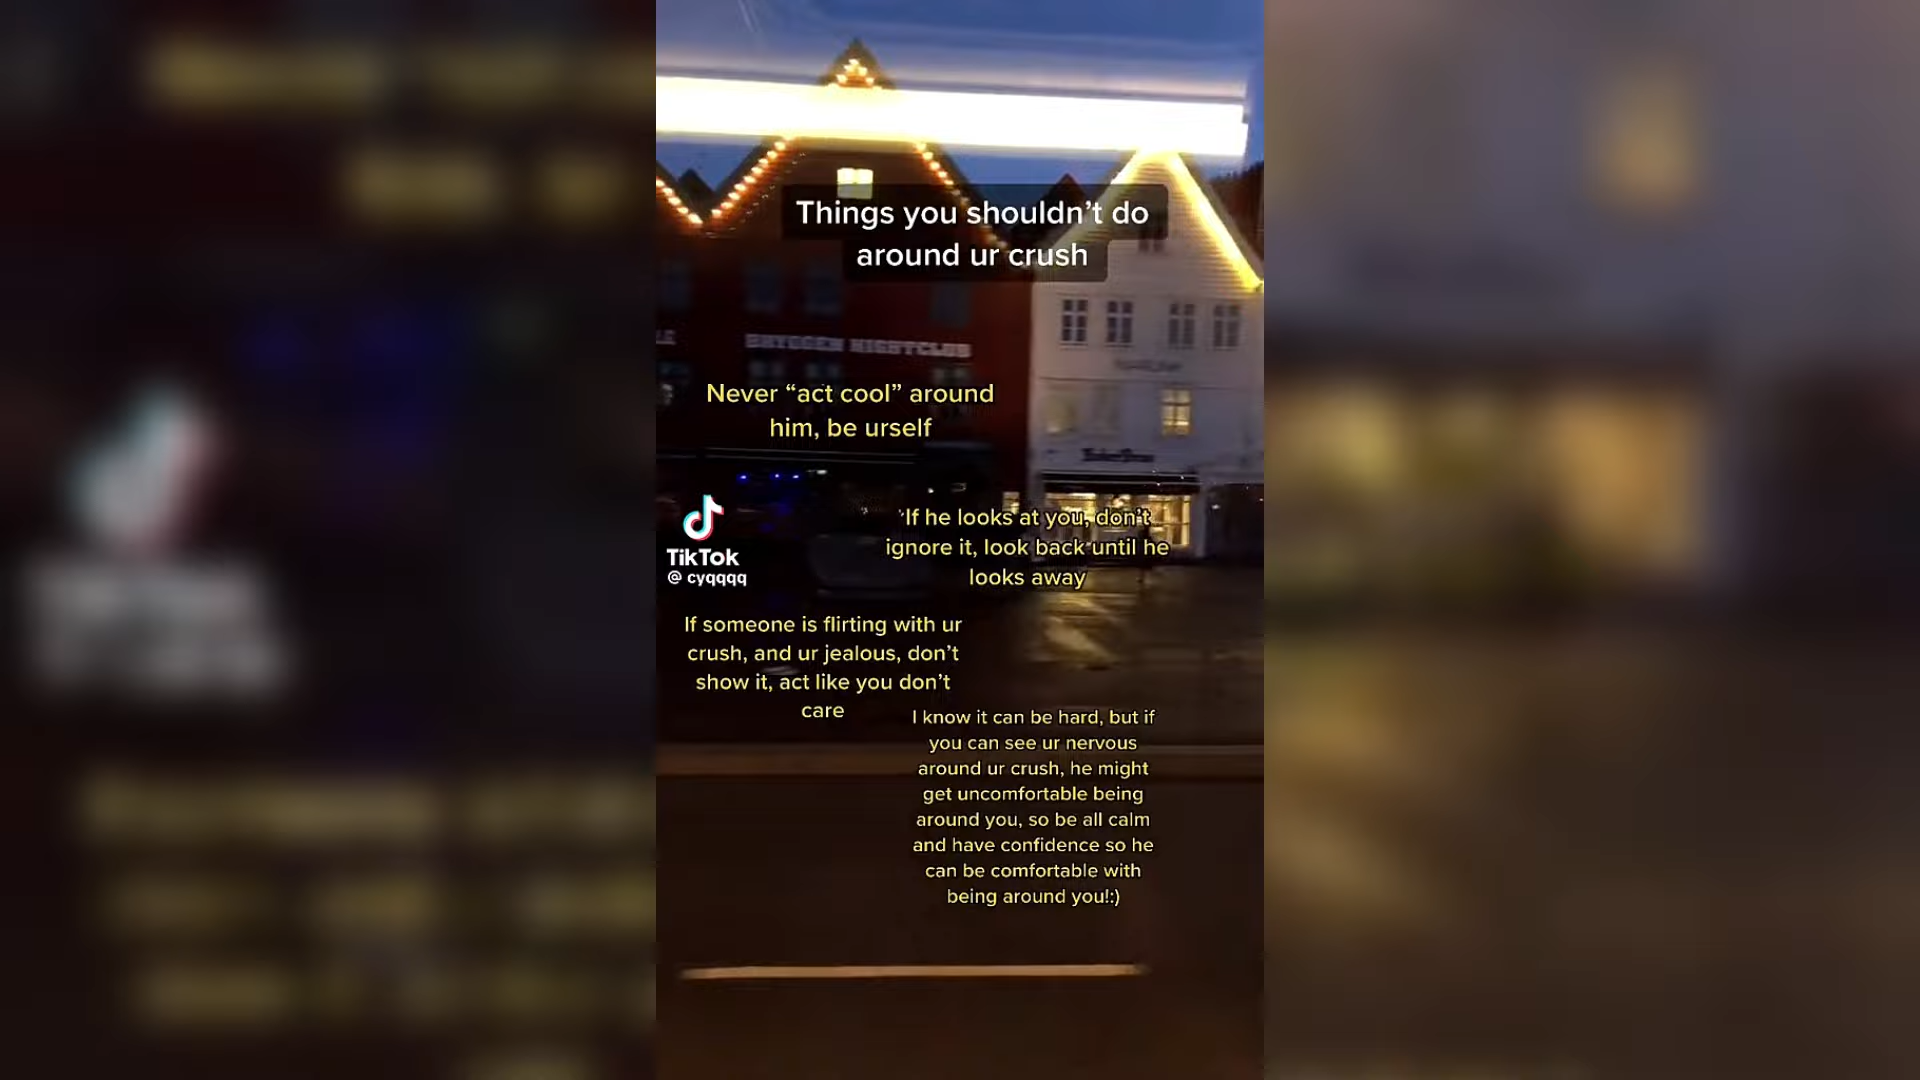 Things you shouldn’t do
around ur crush
BRYGGEN NIGHTCLUB
Never “act cool” around
him, be urself
If he looks at you, don’t
ignore it, look back until he
looks away
TikTok
@ cyqqqq
If someone is flirting with ur
crush, and ur jealous, don’t
show it, act like you don’t
care
I know it can be hard, but if
you can see ur nervous
around ur crush, he might
get uncomfortable being
around you, so be all calm
and have confidence so he
can be comfortable with
being around you!:)